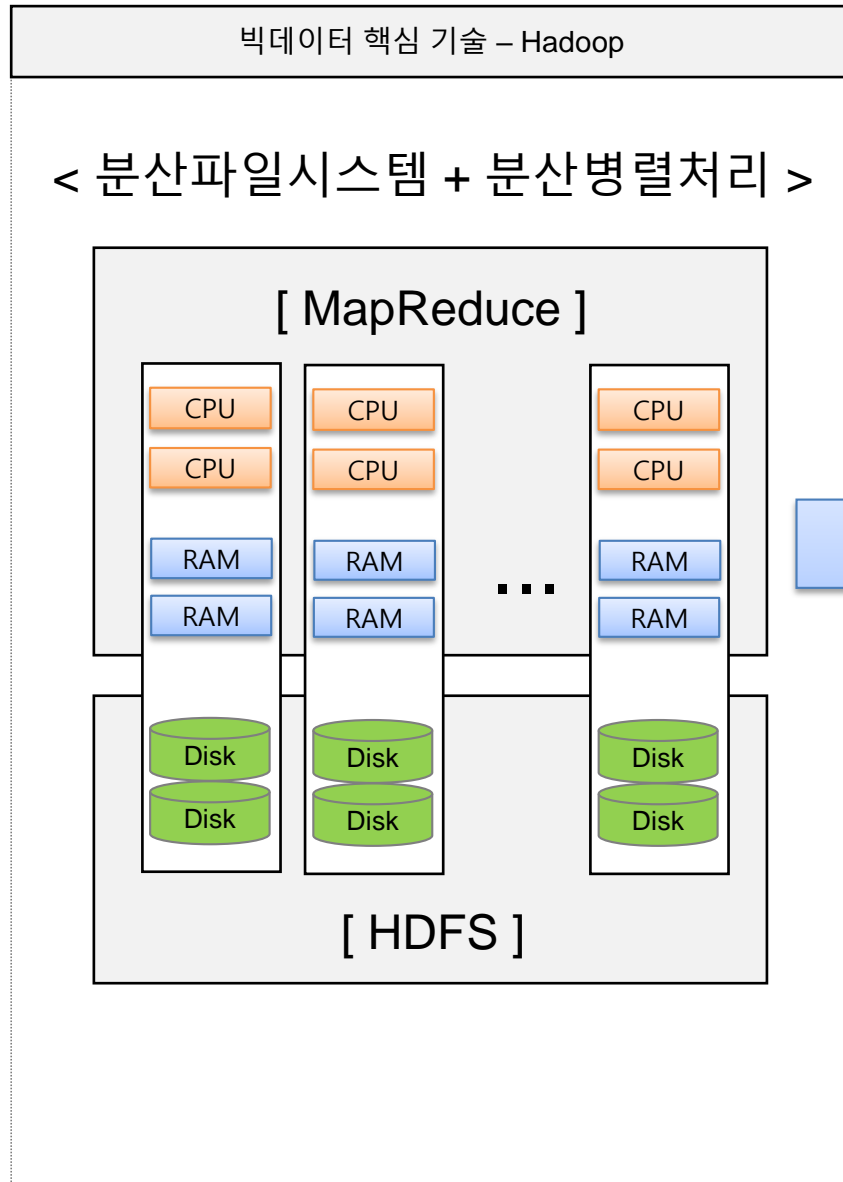 빅데이터 핵심 기술 – Hadoop
< 분산파일시스템 + 분산병렬처리 >
[ MapReduce ]
CPU CPU CPU
CPU CPU CPU
RAM RAM RAM
...
RAM RAM RAM
Disk Disk Disk
Disk Disk Disk
[ HDFS ]